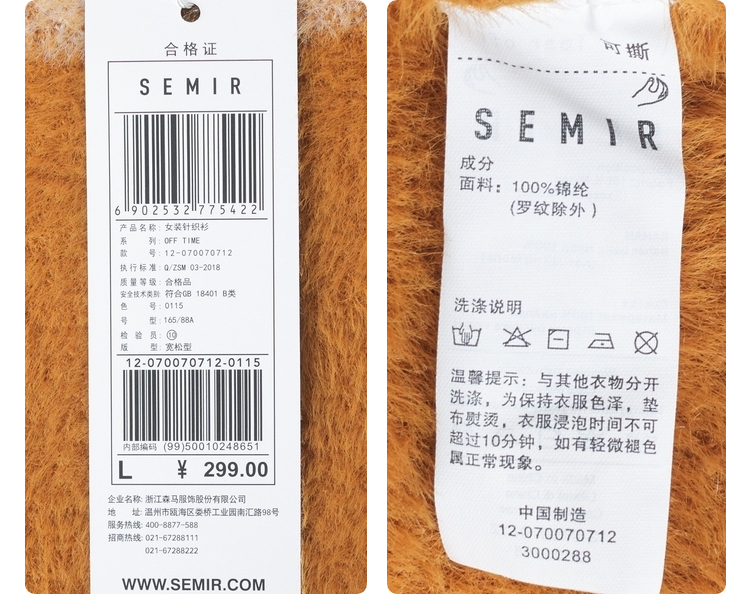 合格证
SEMIR
6 902532 775422
产品名称: 女装针织衫
系 列: OFF TIME
款 号: 12-070070712
执行标准: Q/ZSM 03-2018
质量等级: 合格品
安全技术类别: 符合GB 18401 B类
色 号: 0115
号 型: 165/88A
检 验 员: ⑩
版 型: 宽松型
12-070070712-0115
内部编码 (99)50010248651
L ¥ 299.00
企业名称: 浙江森马服饰股份有限公司
地 址: 温州市瓯海区娄桥工业园南汇路98号
服务热线: 400-8877-588
招商热线: 021-67288111
021-67288222
WWW.SEMIR.COM
可撕
SEMIR
成分
面料: 100%锦纶
(罗纹除外)
洗涤说明
温馨提示: 与其他衣物分开
洗涤, 为保持衣服色泽, 垫
布熨烫, 衣服浸泡时间不可
超过10分钟, 如有轻微褪色
属正常现象。
中国制造
12-070070712
3000288